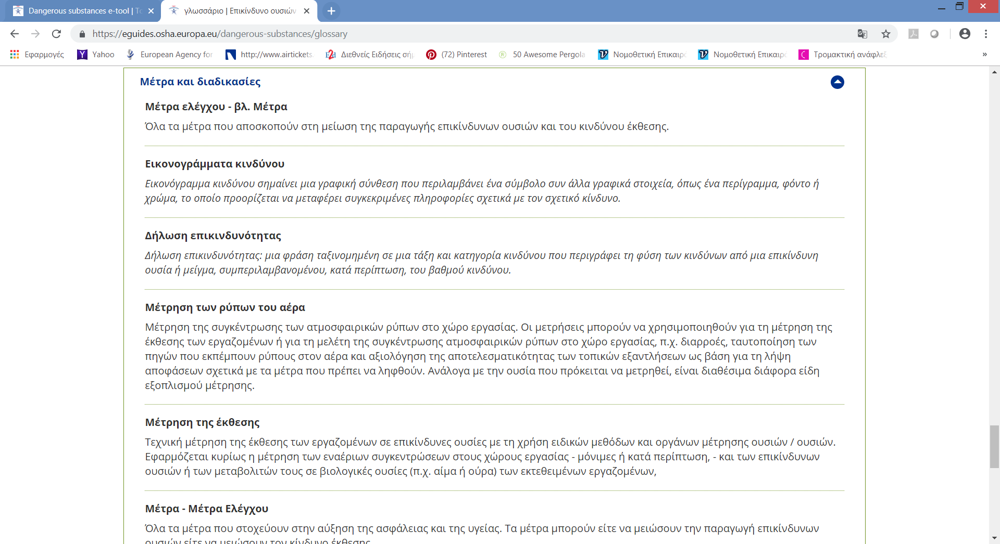 Dangerous substances e-tool | To
γλωσσάριο | Επικίνδυνο ουσιών
https://eguides.osha.europa.eu/dangerous-substances/glossary
Εφαρμογές
Yahoo
European Agency for
http://www.airtickets.
Διεθνείς Ειδήσεις σήμ
(72) Pinterest
50 Awesome Pergola
Νομοθετική Επικαιρό
Νομοθετική Επικαιρό
Τρομακτική ανάφλεξ
»
Μέτρα και διαδικασίες
Μέτρα ελέγχου - βλ. Μέτρα
Όλα τα μέτρα που αποσκοπούν στη μείωση της παραγωγής επικίνδυνων ουσιών και του κινδύνου έκθεσης.
Εικονογράμματα κινδύνου
Εικονόγραμμα κινδύνου σημαίνει μια γραφική σύνθεση που περιλαμβάνει ένα σύμβολο συν άλλα γραφικά στοιχεία, όπως ένα περίγραμμα, φόντο ή
χρώμα, το οποίο προορίζεται να μεταφέρει συγκεκριμένες πληροφορίες σχετικά με τον σχετικό κίνδυνο.
Δήλωση επικινδυνότητας
Δήλωση επικινδυνότητας: μια φράση ταξινομημένη σε μια τάξη και κατηγορία κινδύνου που περιγράφει τη φύση των κινδύνων από μια επικίνδυνη
ουσία ή μείγμα, συμπεριλαμβανομένου, κατά περίπτωση, του βαθμού κινδύνου.
Μέτρηση των ρύπων του αέρα
Μέτρηση της συγκέντρωσης των ατμοσφαιρικών ρύπων στο χώρο εργασίας. Οι μετρήσεις μπορούν να χρησιμοποιηθούν για τη μέτρηση της
έκθεσης των εργαζομένων ή για τη μελέτη της συγκέντρωσης ατμοσφαιρικών ρύπων στο χώρο εργασίας, π.χ. διαρροές, ταυτοποίηση των
πηγών που εκπέμπουν ρύπους στον αέρα και αξιολόγηση της αποτελεσματικότητας των τοπικών εξαντλήσεων ως βάση για τη λήψη
αποφάσεων σχετικά με τα μέτρα που πρέπει να ληφθούν. Ανάλογα με την ουσία που πρόκειται να μετρηθεί, είναι διαθέσιμα διάφορα είδη
εξοπλισμού μέτρησης.
Μέτρηση της έκθεσης
Τεχνική μέτρηση της έκθεσης των εργαζομένων σε επικίνδυνες ουσίες με τη χρήση ειδικών μεθόδων και οργάνων μέτρησης ουσιών / ουσιών.
Εφαρμόζεται κυρίως η μέτρηση των εναέριων συγκεντρώσεων στους χώρους εργασίας - μόνιμες ή κατά περίπτωση, - και των επικίνδυνων
ουσιών ή των μεταβολιτών τους σε βιολογικές ουσίες (π.χ. αίμα ή ούρα) των εκτεθειμένων εργαζομένων,
Μέτρα - Μέτρα Ελέγχου
Όλα τα μέτρα που στοχεύουν στην αύξηση της ασφάλειας και της υγείας. Τα μέτρα μπορούν είτε να μειώσουν την παραγωγή επικίνδυνων
ουσιών είτε να μειώσουν τον κίνδυνο έκθεσης.